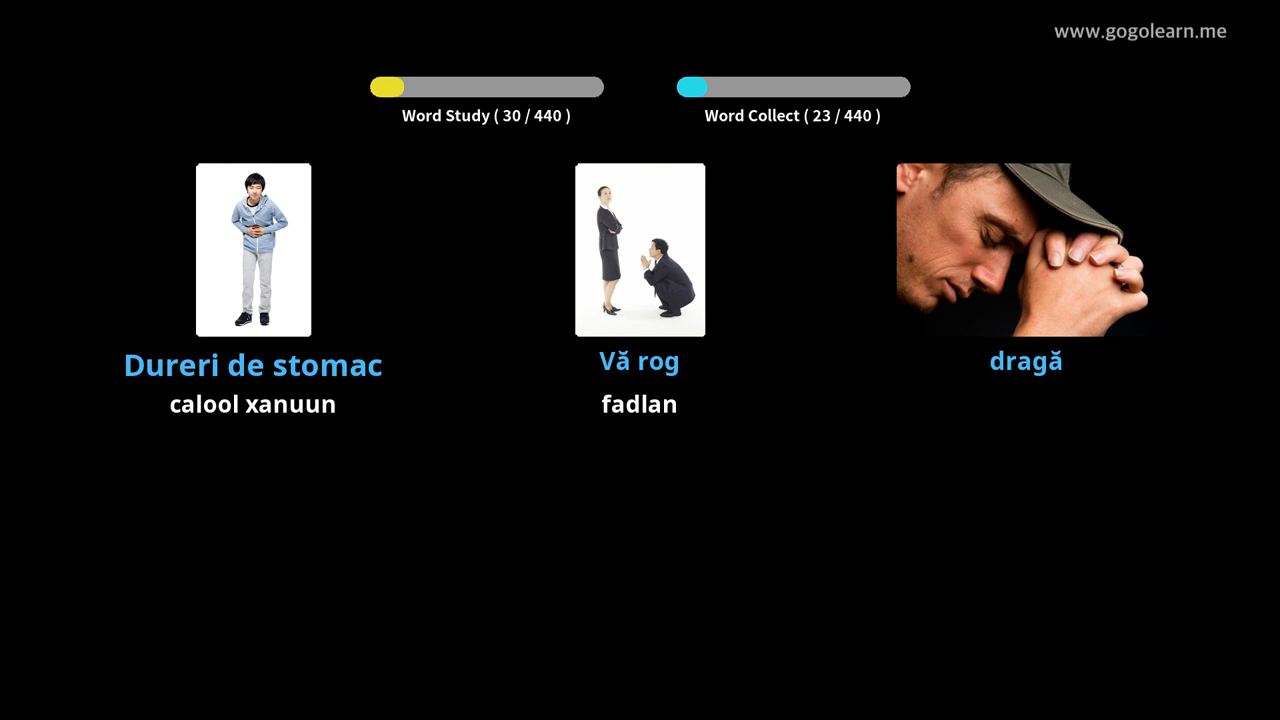 www.gogolearn.me
Word Study ( 30 / 440 )
Word Collect ( 23 / 440 )
Dureri de stomac
calool xanuun
Vă rog
fadlan
dragă